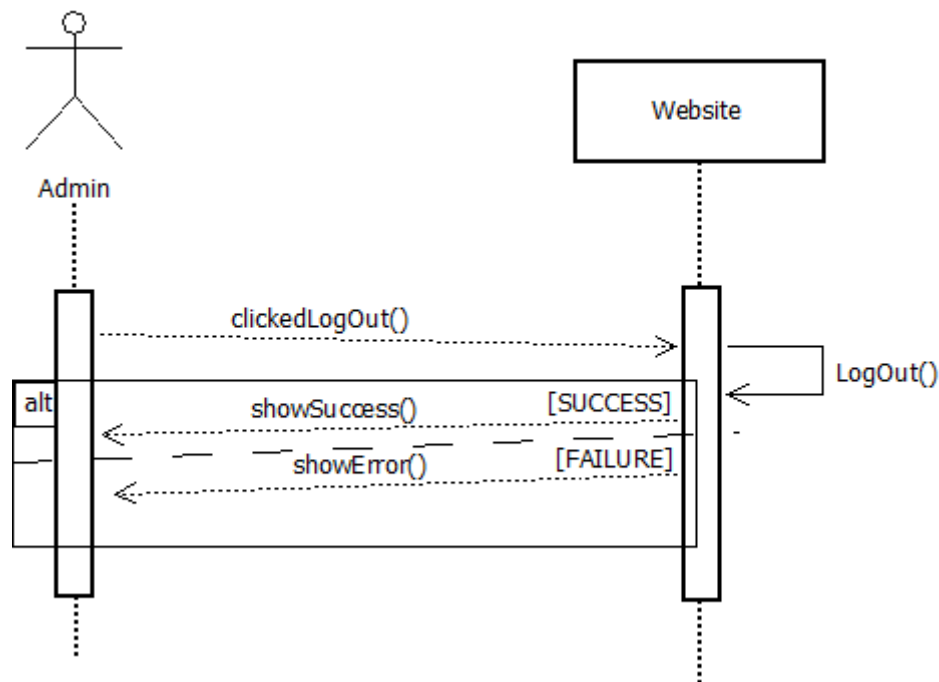 Website
Admin
clickedLogOut()
LogOut()
alt
showSuccess()
[SUCCESS]
showError()
[FAILURE]